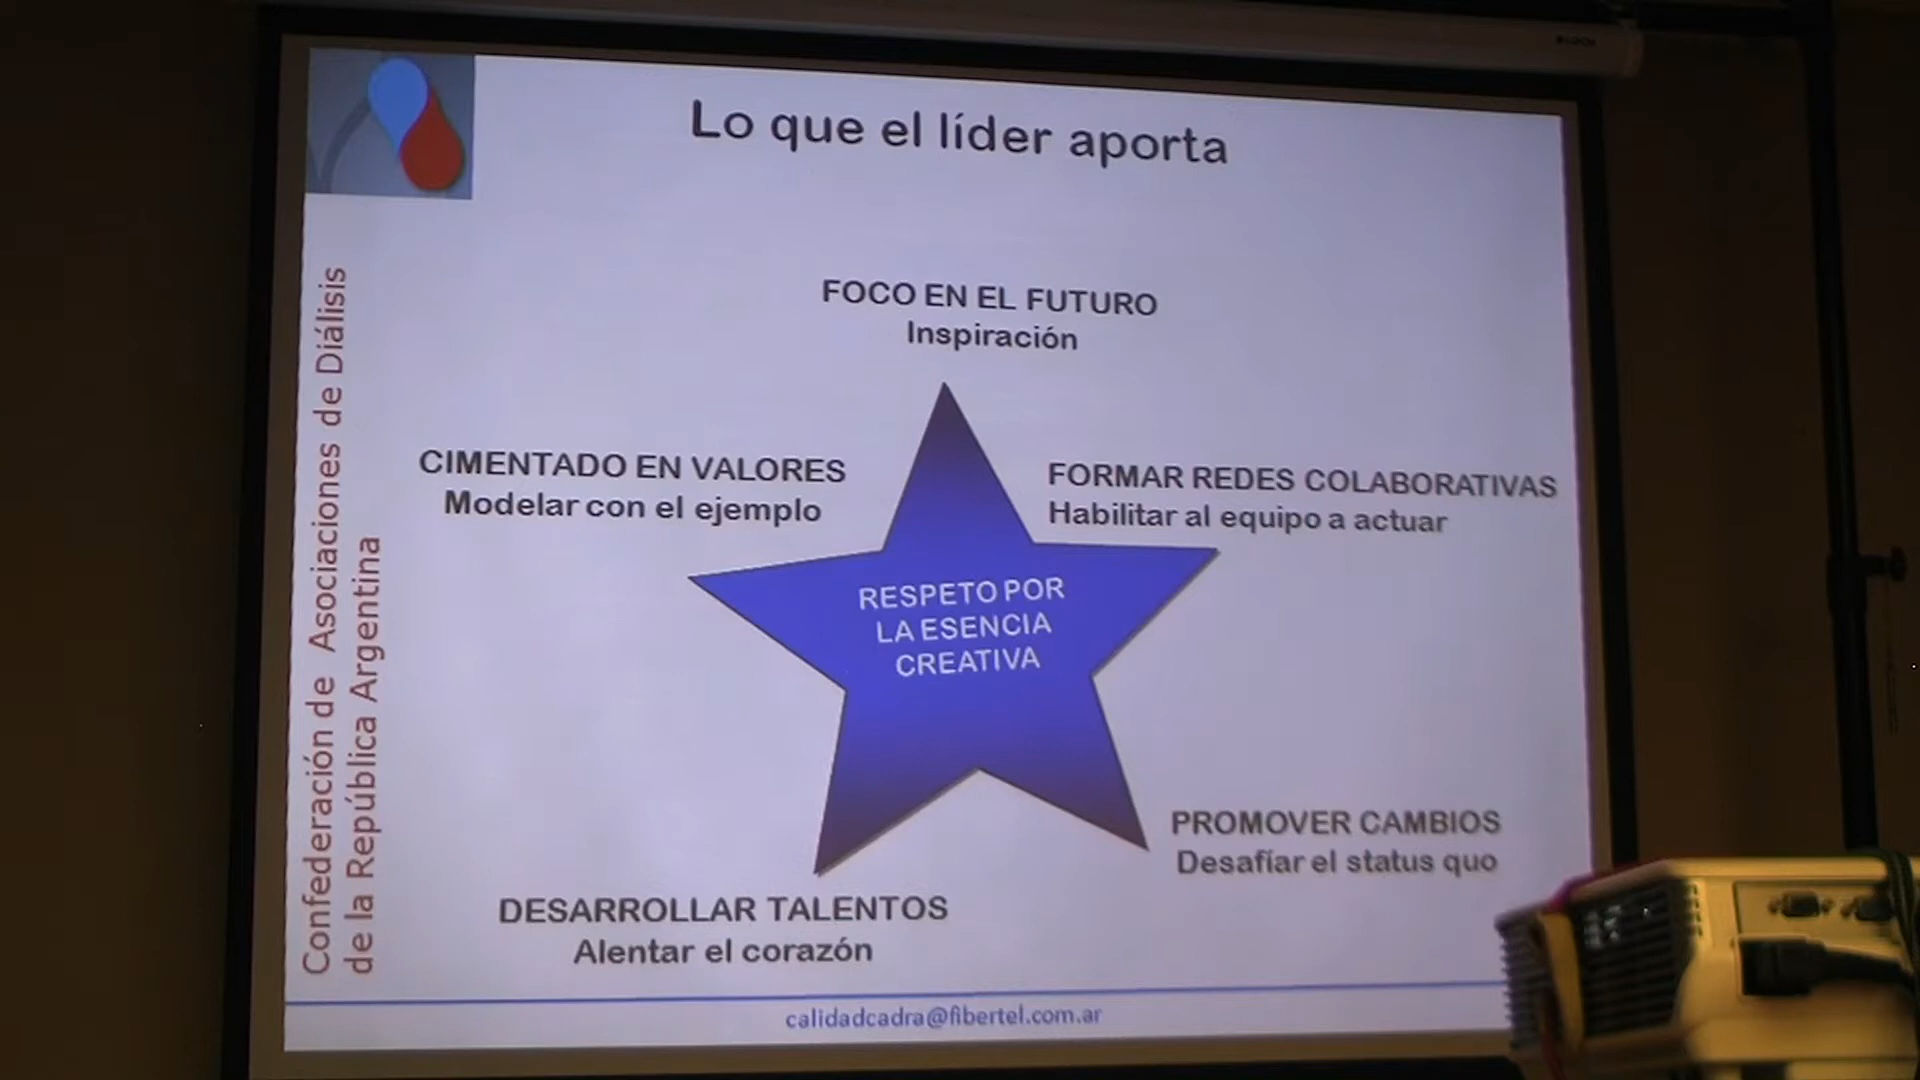 Lo que el líder aporta
FOCO EN EL FUTURO
Inspiración
CIMENTADO EN VALORES
Modelar con el ejemplo
FORMAR REDES COLABORATIVAS
Habilitar al equipo a actuar
RESPETO POR
LA ESENCIA
CREATIVA
PROMOVER CAMBIOS
Desafíar el status quo
DESARROLLAR TALENTOS
Alentar el corazón
Confederación de Asociaciones de Diálisis
de la República Argentina
calidadcadra@fibertel.com.ar